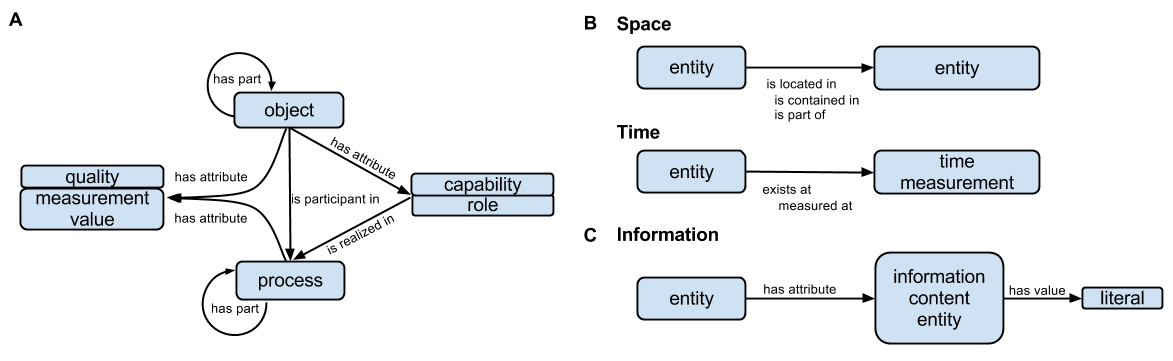 A
has part
object
has attribute
has attribute
quality
measurement
value
has attribute
is participant in
capability
role
is realized in
process
has part
B Space
entity
entity
is located in
is contained in
is part of
Time
entity
time
measurement
exists at
measured at
C Information
entity
has attribute
information
content
entity
has value
literal